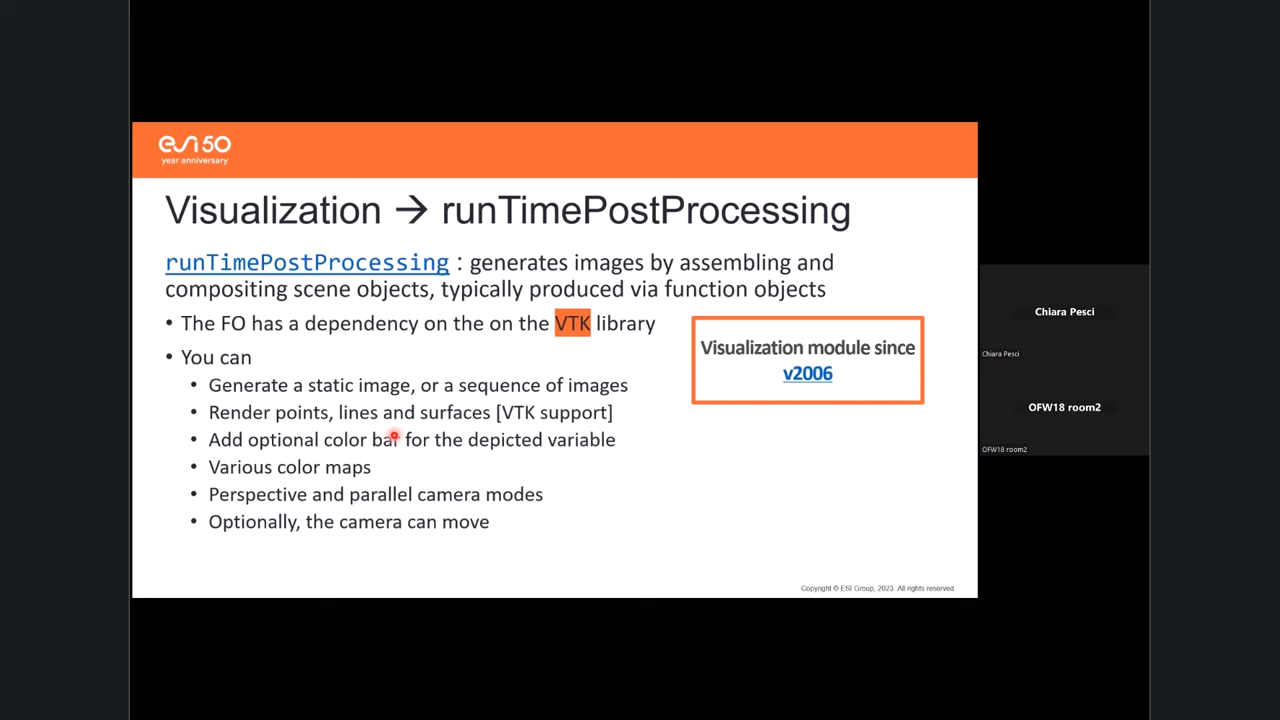 esi 50
year anniversary
Visualization → runTimePostProcessing
runTimePostProcessing : generates images by assembling and
compositing scene objects, typically produced via function objects
• The FO has a dependency on the on the VTK library
• You can
• Generate a static image, or a sequence of images
• Render points, lines and surfaces [VTK support]
• Add optional color bar for the depicted variable
• Various color maps
• Perspective and parallel camera modes
• Optionally, the camera can move
Visualization module since
v2006
Copyright © ESI Group, 2023. All rights reserved.
Chiara Pesci
Chiara Pesci
OFW18 room2
OFW18 room2